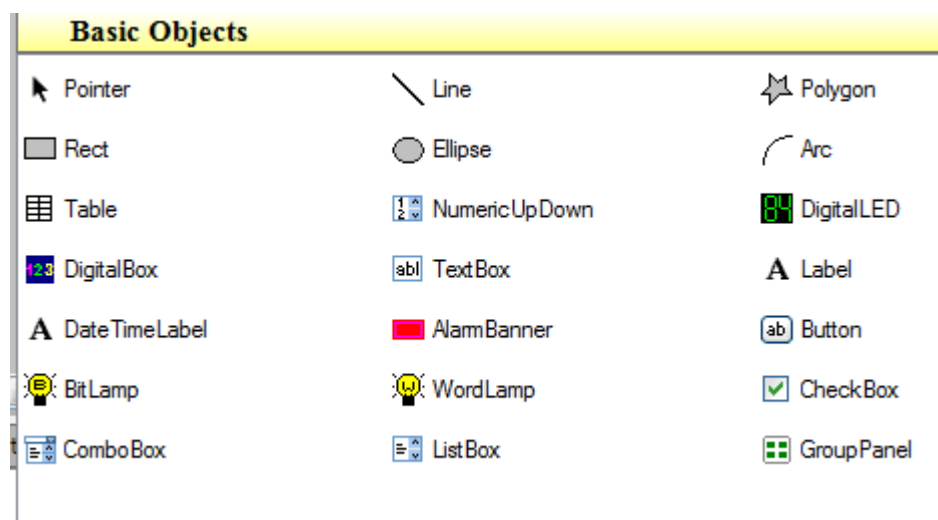 Basic Objects
Pointer Line Polygon
Rect Ellipse Arc
Table NumericUpDown DigitalLED
DigitalBox TextBox Label
DateTimeLabel AlarmBanner Button
BitLamp WordLamp CheckBox
ComboBox ListBox GroupPanel